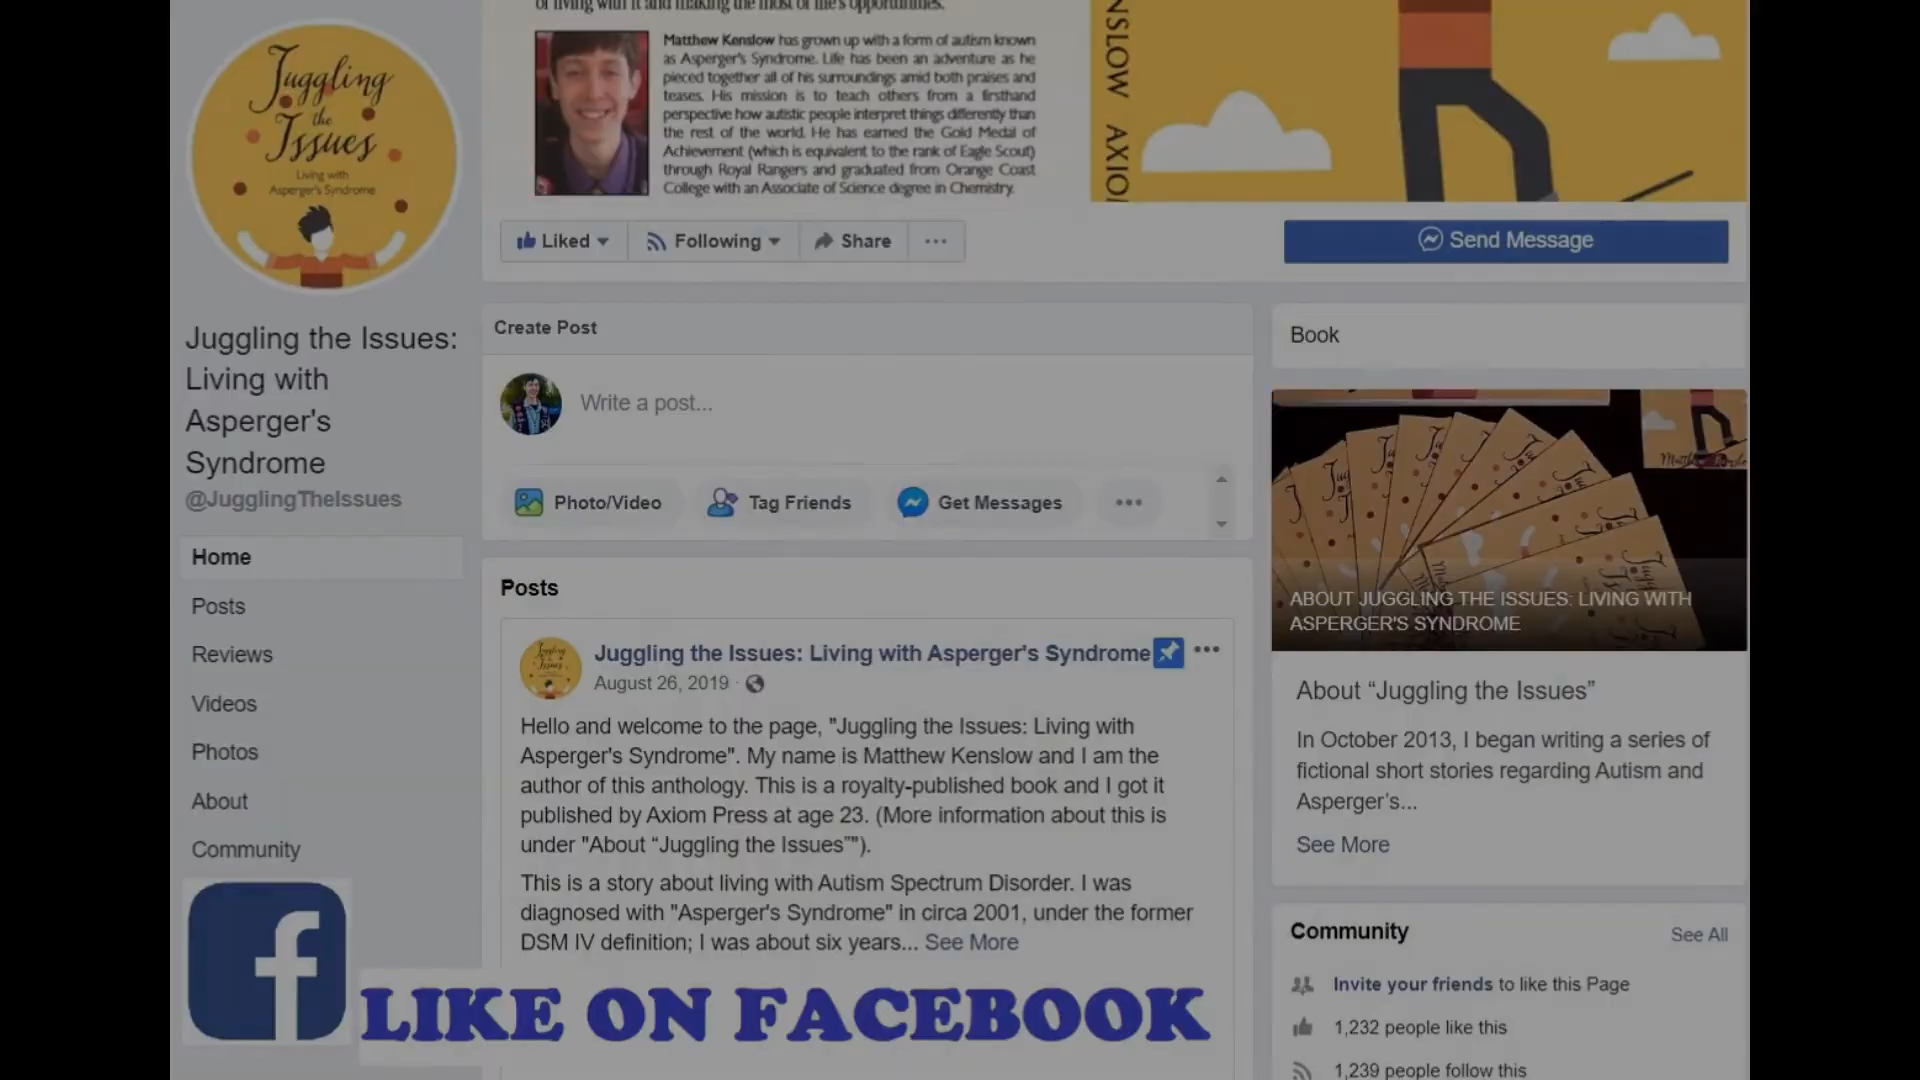 of living with it and making the most of life's opportunities.
Matthew Kenslow has grown up with a form of autism known
as Asperger's Syndrome. Life has been an adventure as he
pieced together all of his surroundings amid both praises and
teases. His mission is to teach others from a firsthand
perspective how autistic people interpret things differently than
the rest of the world. He has earned the Gold Medal of
Achievement (which is equivalent to the rank of Eagle Scout)
through Royal Rangers and graduated from Orange Coast
College with an Associate of Science degree in Chemistry.
NSLOW AXIO
Juggling
the
Issues
Living with
Asperger's Syndrome
Liked
Following
Share
Send Message
Juggling the Issues:
Living with
Asperger's
Syndrome
@JugglingTheIssues
Home
Posts
Reviews
Videos
Photos
About
Community
Create Post
Write a post...
Photo/Video
Tag Friends
Get Messages
Posts
Juggling the Issues: Living with Asperger's Syndrome
August 26, 2019 ·
Hello and welcome to the page, "Juggling the Issues: Living with
Asperger's Syndrome". My name is Matthew Kenslow and I am the
author of this anthology. This is a royalty-published book and I got it
published by Axiom Press at age 23. (More information about this is
under "About “Juggling the Issues”").
This is a story about living with Autism Spectrum Disorder. I was
diagnosed with "Asperger's Syndrome" in circa 2001, under the former
DSM IV definition; I was about six years... See More
Book
ABOUT JUGGLING THE ISSUES: LIVING WITH
ASPERGER'S SYNDROME
About “Juggling the Issues”
In October 2013, I began writing a series of
fictional short stories regarding Autism and
Asperger's...
See More
Community
See All
Invite your friends to like this Page
1,232 people like this
1,239 people follow this
f
LIKE ON FACEBOOK